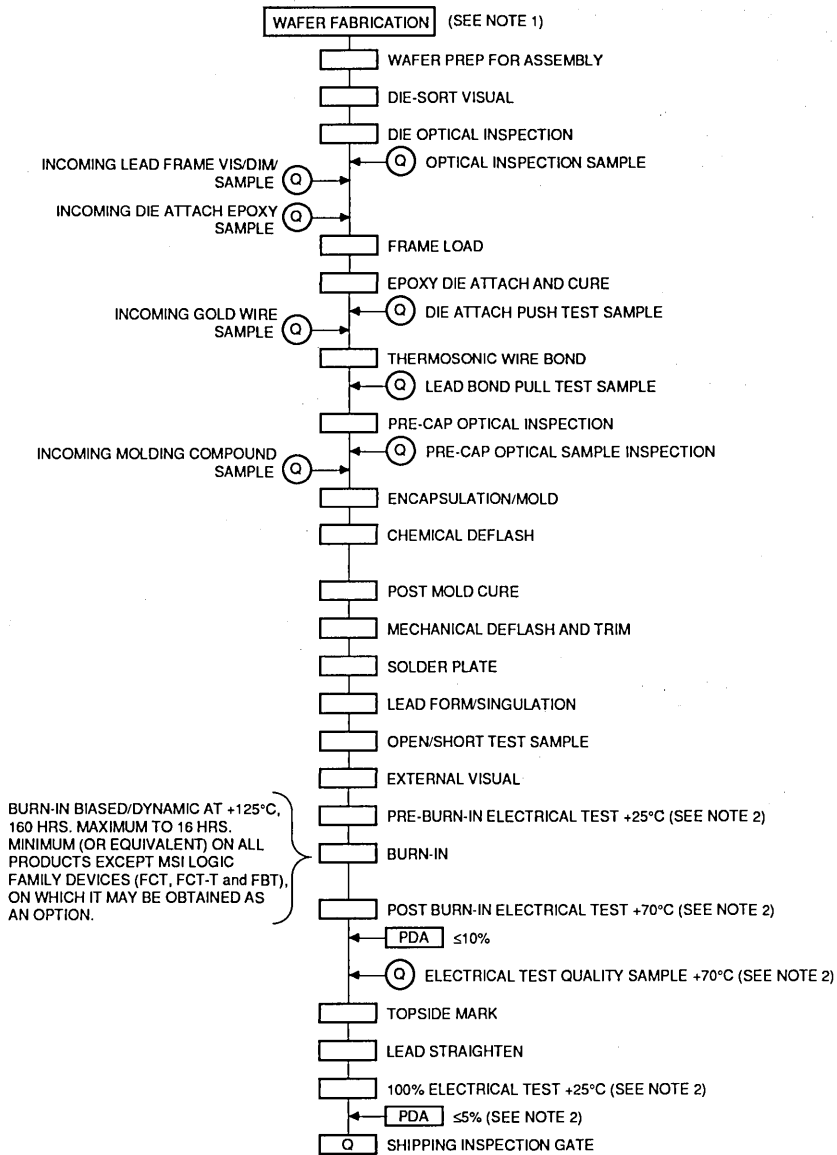 WAFER FABRICATION (SEE NOTE 1)
WAFER PREP FOR ASSEMBLY
DIE-SORT VISUAL
DIE OPTICAL INSPECTION
Q OPTICAL INSPECTION SAMPLE
INCOMING LEAD FRAME VIS/DIM/
SAMPLE Q
INCOMING DIE ATTACH EPOXY
SAMPLE Q
FRAME LOAD
EPOXY DIE ATTACH AND CURE
Q DIE ATTACH PUSH TEST SAMPLE
INCOMING GOLD WIRE
SAMPLE Q
THERMOSONIC WIRE BOND
Q LEAD BOND PULL TEST SAMPLE
PRE-CAP OPTICAL INSPECTION
Q PRE-CAP OPTICAL SAMPLE INSPECTION
INCOMING MOLDING COMPOUND
SAMPLE Q
ENCAPSULATION/MOLD
CHEMICAL DEFLASH
POST MOLD CURE
MECHANICAL DEFLASH AND TRIM
SOLDER PLATE
LEAD FORM/SINGULATION
OPEN/SHORT TEST SAMPLE
EXTERNAL VISUAL
PRE-BURN-IN ELECTRICAL TEST +25°C (SEE NOTE 2)
BURN-IN BIASED/DYNAMIC AT +125°C,
160 HRS. MAXIMUM TO 16 HRS.
MINIMUM (OR EQUIVALENT) ON ALL
PRODUCTS EXCEPT MSI LOGIC
FAMILY DEVICES (FCT, FCT-T and FBT),
ON WHICH IT MAY BE OBTAINED AS
AN OPTION.
BURN-IN
POST BURN-IN ELECTRICAL TEST +70°C (SEE NOTE 2)
PDA ≤10%
Q ELECTRICAL TEST QUALITY SAMPLE +70°C (SEE NOTE 2)
TOPSIDE MARK
LEAD STRAIGHTEN
100% ELECTRICAL TEST +25°C (SEE NOTE 2)
PDA ≤5% (SEE NOTE 2)
Q SHIPPING INSPECTION GATE